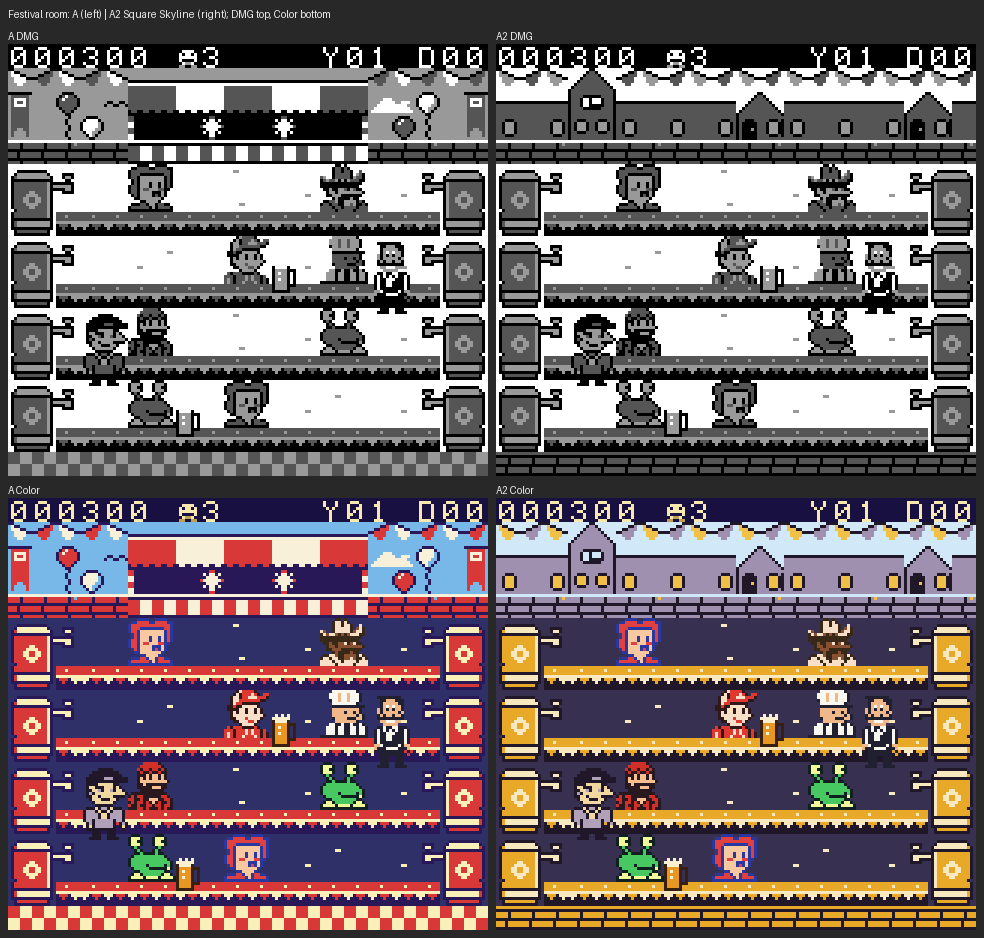 Festival room: A (left) | A2 Square Skyline (right); DMG top, Color bottom
A DMG
A2 DMG
000300 3 Y01 D00
000300 3 Y01 D00
A Color
A2 Color
000300 3 Y01 D00
000300 3 Y01 D00